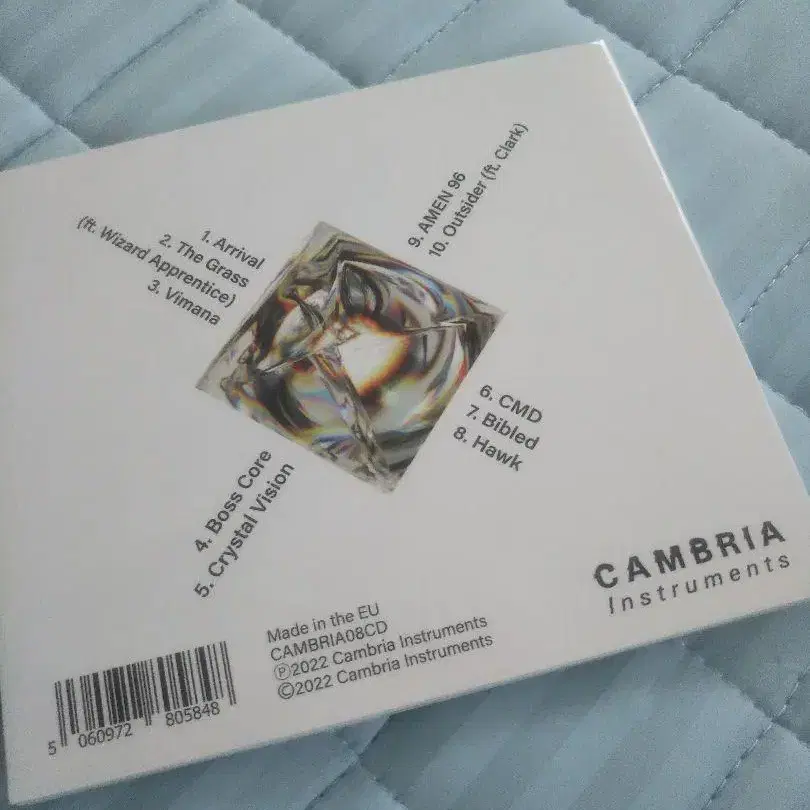 1. Arrival
2. The Grass
(ft. Wizard Apprentice)
3. Vimana
4. Boss Core
5. Crystal Vision
6. CMD
7. Bibled
8. Hawk
9. AMEN 96
10. Outsider (ft. Clark)
CAMBRIA
Instruments
Made in the EU
CAMBRIA08CD
℗2022 Cambria Instruments
©2022 Cambria Instruments
5 060972 805848